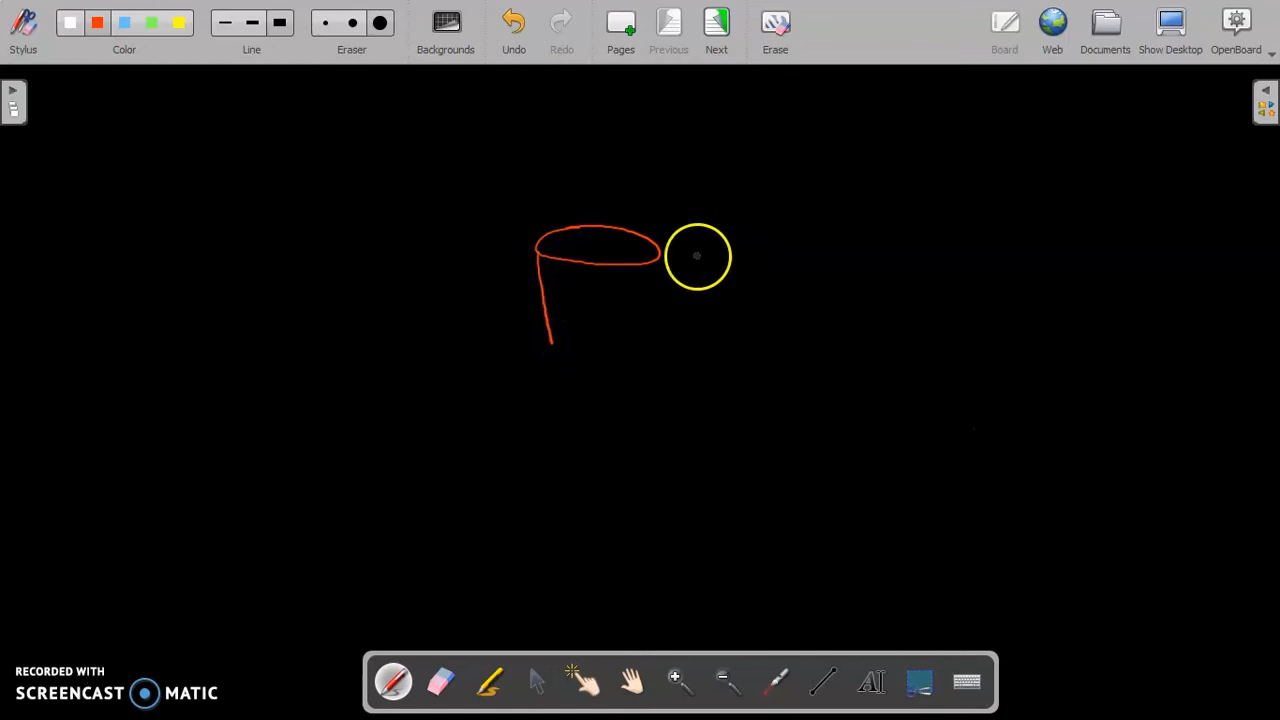 Stylus
Color
Line
Eraser
Backgrounds
Undo
Redo
Pages
Previous
Next
Erase
Board
Web
Documents
Show Desktop
OpenBoard
RECORDED WITH
SCREENCAST MATIC